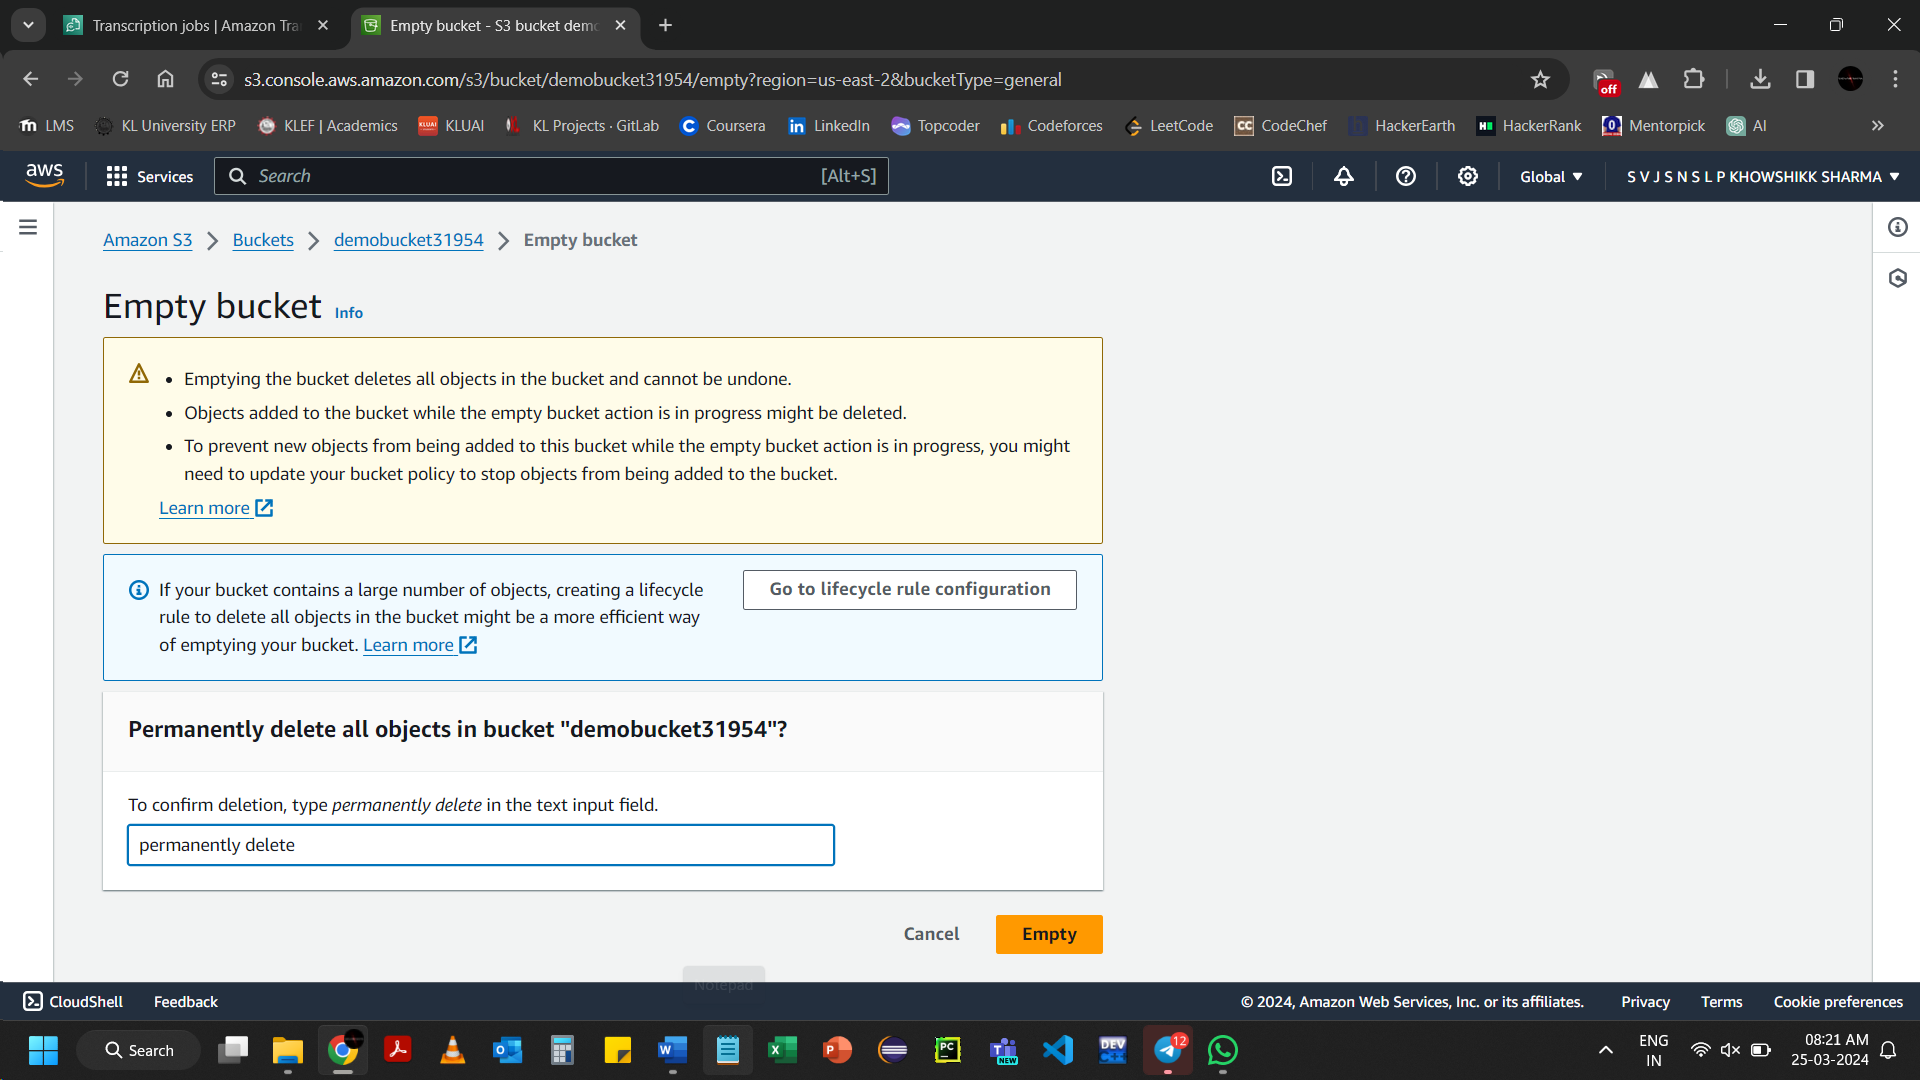 Transcription jobs | Amazon Tra
Empty bucket - S3 bucket demo
s3.console.aws.amazon.com/s3/bucket/demobucket31954/empty?region=us-east-2&bucketType=general
off
LMS
KL University ERP
KLEF | Academics
KLUAI
KLUAI
KL Projects · GitLab
Coursera
LinkedIn
Topcoder
Codeforces
LeetCode
CC
CodeChef
HackerEarth
HackerRank
Mentorpick
AI
aws
Services
Search
[Alt+S]
Global
S V J S N S L P KHOWSHIKK SHARMA
Amazon S3
Buckets
demobucket31954
Empty bucket
Empty bucket
Info
Emptying the bucket deletes all objects in the bucket and cannot be undone.
Objects added to the bucket while the empty bucket action is in progress might be deleted.
To prevent new objects from being added to this bucket while the empty bucket action is in progress, you might
need to update your bucket policy to stop objects from being added to the bucket.
Learn more
If your bucket contains a large number of objects, creating a lifecycle
rule to delete all objects in the bucket might be a more efficient way
of emptying your bucket. Learn more
Go to lifecycle rule configuration
Permanently delete all objects in bucket "demobucket31954"?
To confirm deletion, type permanently delete in the text input field.
permanently delete
Cancel
Empty
Notepad
CloudShell
Feedback
© 2024, Amazon Web Services, Inc. or its affiliates.
Privacy
Terms
Cookie preferences
Search
PC
NEW
DEV
12
ENG
IN
08:21 AM
25-03-2024